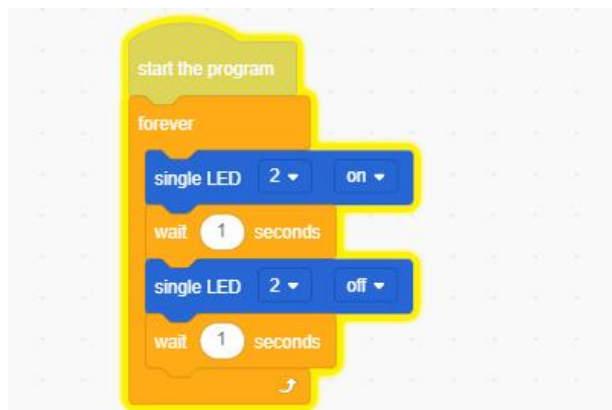 start the program
forever
single LED 2 on
wait 1 seconds
single LED 2 off
wait 1 seconds